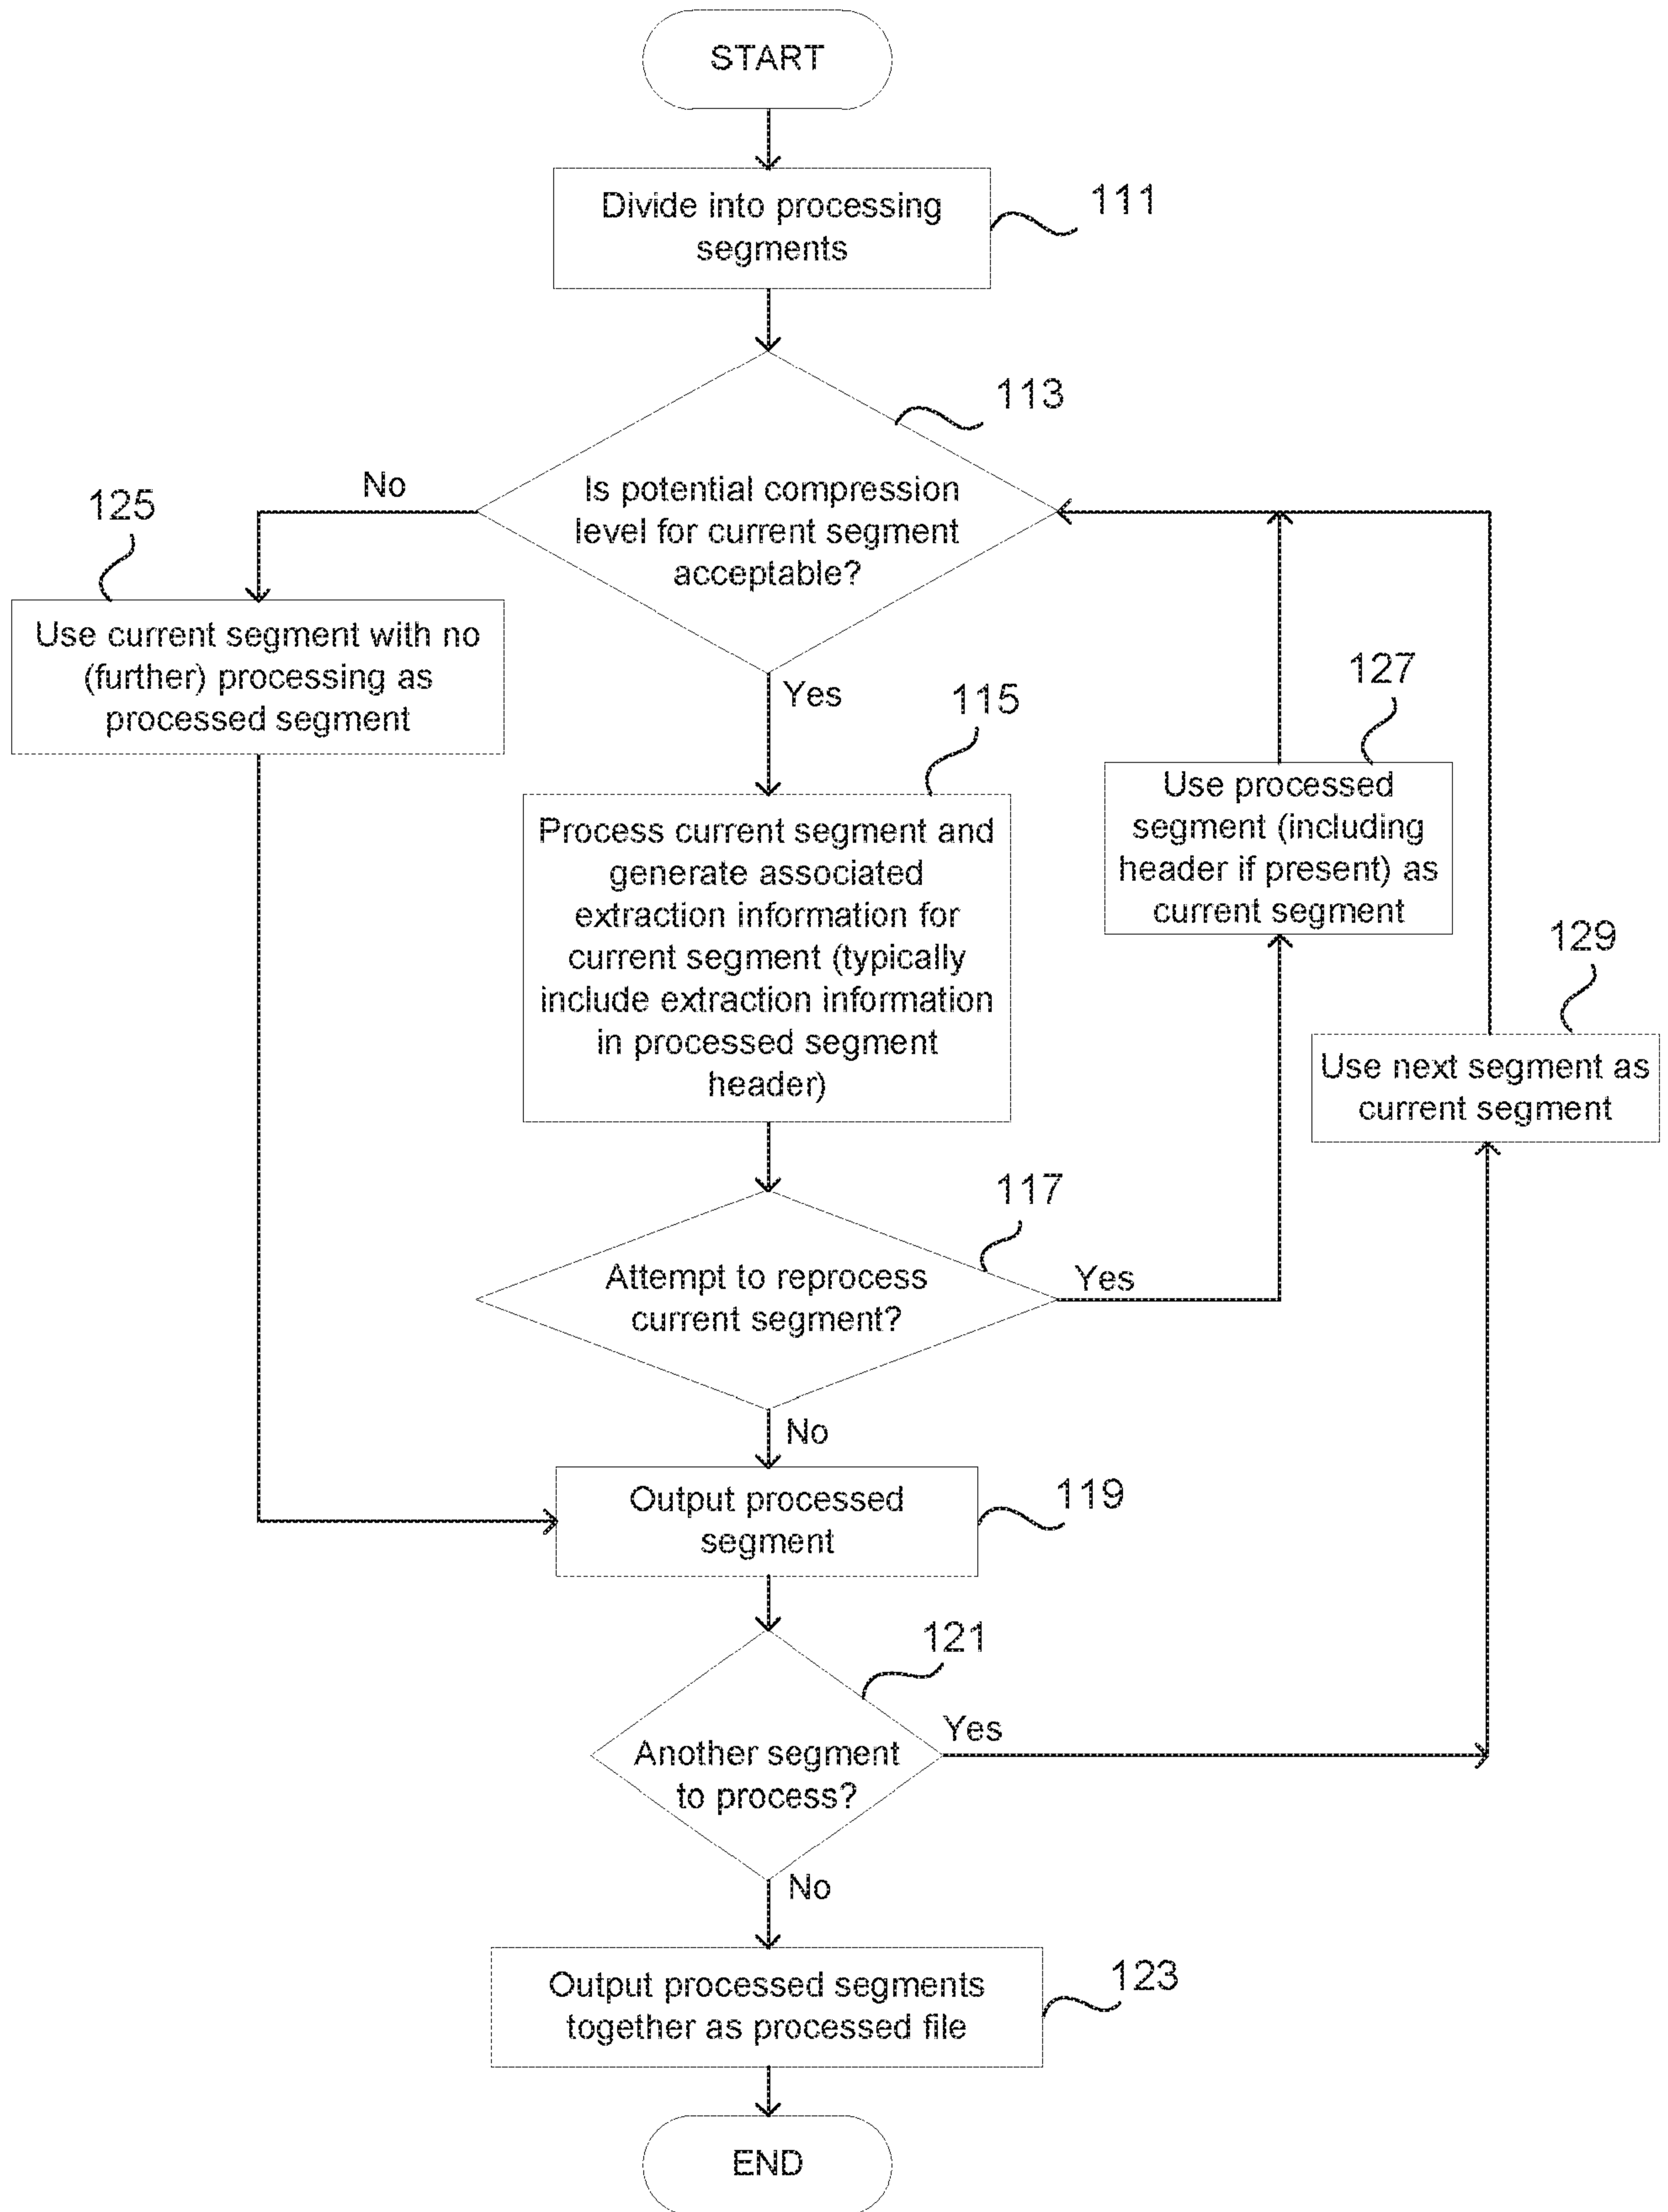 START
Divide into processing
segments
111
113
Is potential compression
level for current segment
acceptable?
No
125
Use current segment with no
(further) processing as
processed segment
Yes
115
Process current segment and
generate associated
extraction information for
current segment (typically
include extraction information
in processed segment
header)
127
Use processed
segment (including
header if present) as
current segment
129
Use next segment as
current segment
117
Attempt to reprocess
current segment?
Yes
No
Output processed
segment
119
121
Another segment
to process?
Yes
No
Output processed segments
together as processed file
123
END